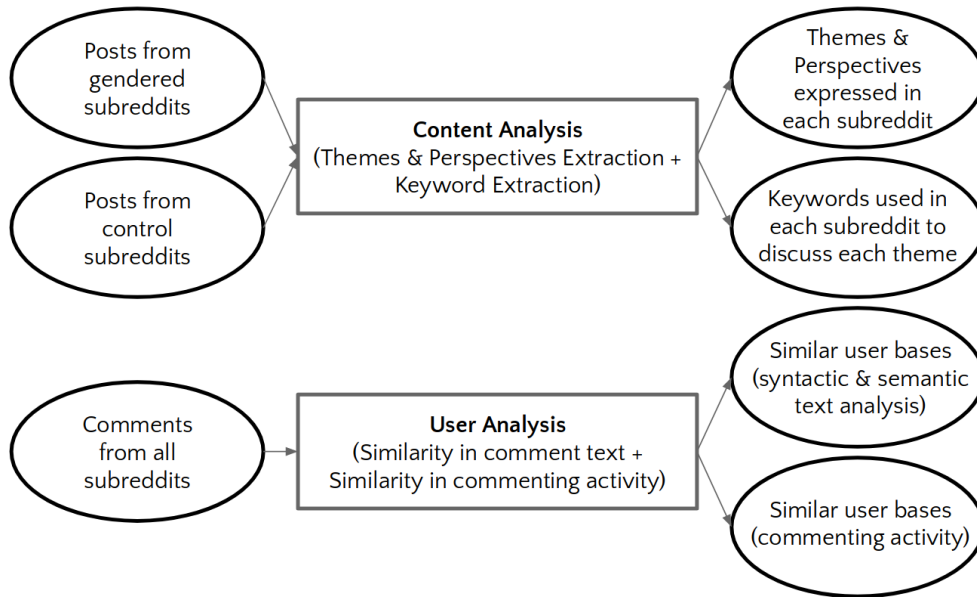 Posts from
gendered
subreddits
Posts from
control
subreddits
Content Analysis
(Themes & Perspectives Extraction +
Keyword Extraction)
Themes &
Perspectives
expressed in
each subreddit
Keywords used in
each subreddit to
discuss each theme
Comments
from all
subreddits
User Analysis
(Similarity in comment text +
Similarity in commenting activity)
Similar user bases
(syntactic & semantic
text analysis)
Similar user bases
(commenting activity)